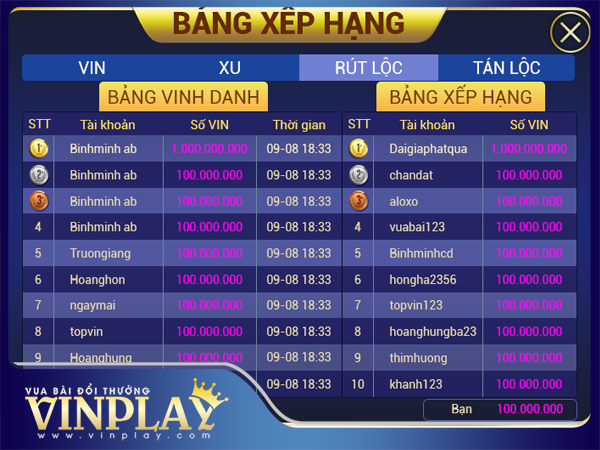 BẢNG XẾP HẠNG
VIN XU RÚT LỘC TÁN LỘC
BẢNG VINH DANH BẢNG XẾP HẠNG
STT Tài khoản Số VIN Thời gian STT Tài khoản Số VIN
1 Binhminh ab 1.000.000.000 09-08 18:33 1 Daigiaphatqua 1.000.000.000
2 Binhminh ab 100.000.000 09-08 18:33 2 chandat 100.000.000
3 Binhminh ab 100.000.000 09-08 18:33 3 aloxo 100.000.000
4 Binhminh ab 100.000.000 09-08 18:33 4 vuabai123 100.000.000
5 Truongiang 100.000.000 09-08 18:33 5 Binhminhcd 100.000.000
6 Hoanghon 100.000.000 09-08 18:33 6 hongha2356 100.000.000
7 ngaymai 100.000.000 09-08 18:33 7 topvin123 100.000.000
8 topvin 100.000.000 09-08 18:33 8 hoanghungba23 100.000.000
9 Hoanghung 100.000.000 09-08 18:33 9 thimhuong 100.000.000
09-08 18:33 10 khanh123 100.000.000
Bạn 100.000.000
VUA BÀI ĐỔI THƯỞNG
VINPLAY
www.vinplay.com